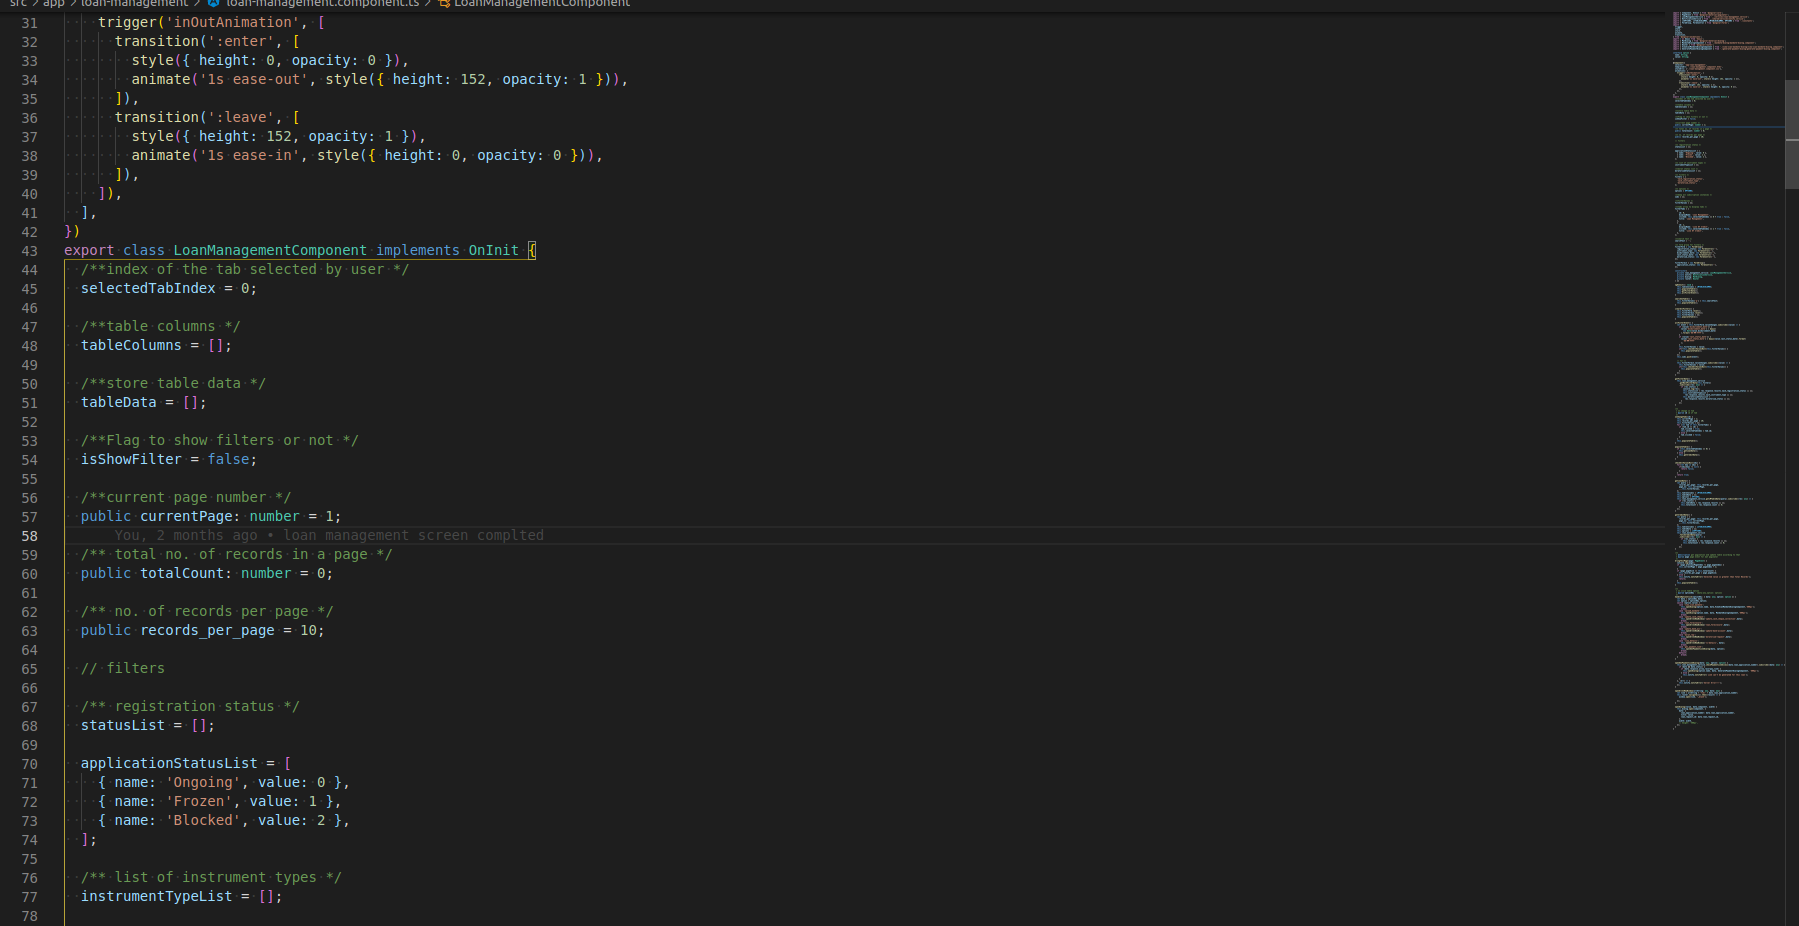 src > app > loan-management > loan-management.component.ts > LoanManagementComponent
31 trigger('inOutAnimation', [
32 transition(':enter', [
33 style({ height: 0, opacity: 0 }),
34 animate('1s ease-out', style({ height: 152, opacity: 1 })),
35 ]),
36 transition(':leave', [
37 style({ height: 152, opacity: 1 }),
38 animate('1s ease-in', style({ height: 0, opacity: 0 })),
39 ]),
40 ]),
41 ],
42 })
43 export class LoanManagementComponent implements OnInit {
44 /**index of the tab selected by user */
45 selectedTabIndex = 0;
46
47 /**table columns */
48 tableColumns = [];
49
50 /**store table data */
51 tableData = [];
52
53 /**Flag to show filters or not */
54 isShowFilter = false;
55
56 /**current page number */
57 public currentPage: number = 1;
58 You, 2 months ago • loan management screen complted
59 /** total no. of records in a page */
60 public totalCount: number = 0;
61
62 /** no. of records per page */
63 public records_per_page = 10;
64
65 // filters
66
67 /** registration status */
68 statusList = [];
69
70 applicationStatusList = [
71 { name: 'Ongoing', value: 0 },
72 { name: 'Frozen', value: 1 },
73 { name: 'Blocked', value: 2 },
74 ];
75
76 /** list of instrument types */
77 instrumentTypeList = [];
78